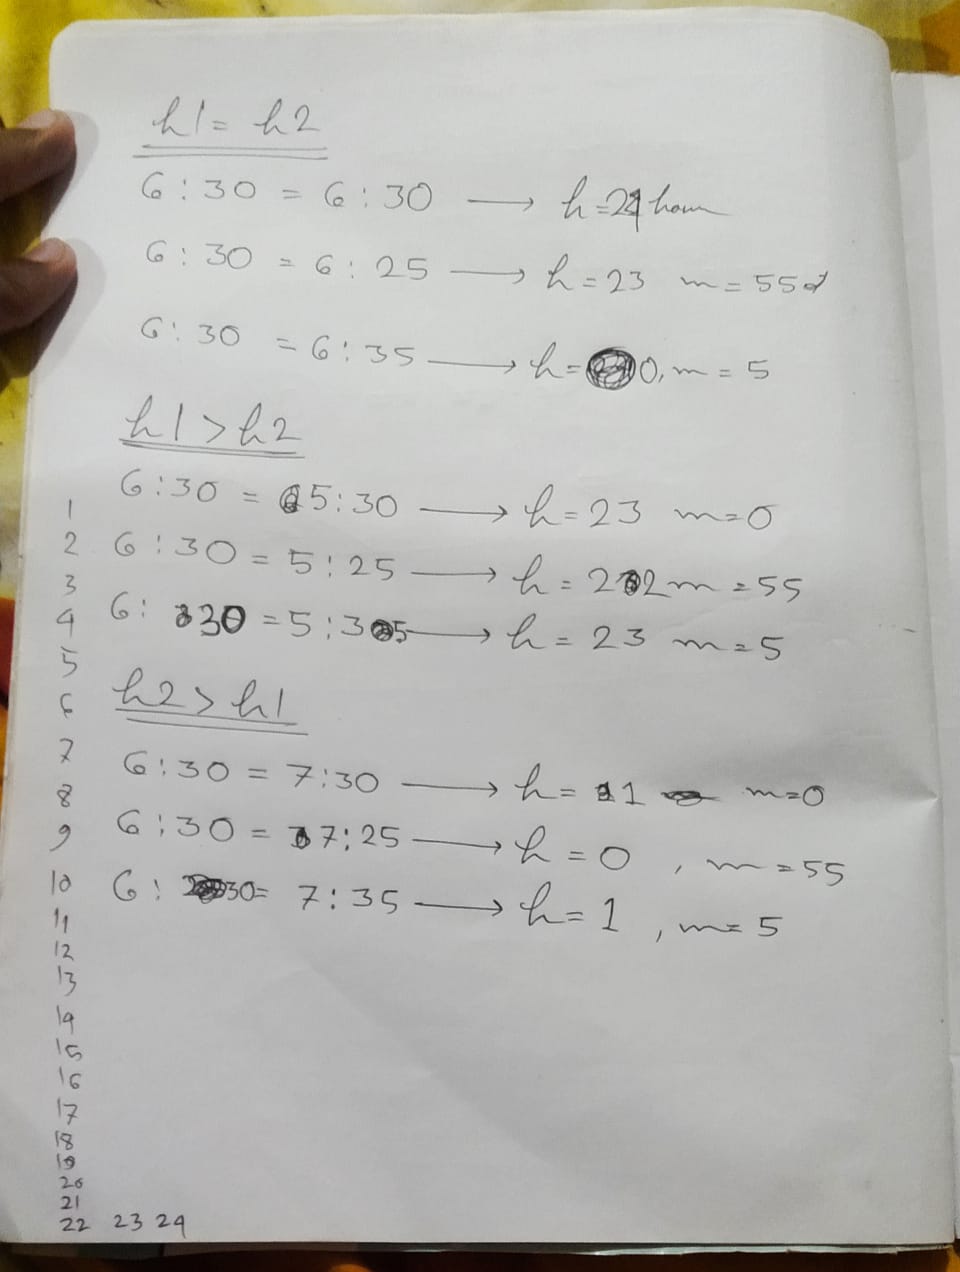 h1 = h2
6:30 = 6:30 → h=24 hour
6:30 = 6:25 → h=23 m=55
6:30 = 6:35 → h=0, m=5
h1>h2
6:30 = 5:30 → h=23 m=0
6:30 = 5:25 → h=22 m=55
6:30 = 5:35 → h=23 m=5
h2>h1
6:30 = 7:30 → h=1 m=0
6:30 = 7:25 → h=0, m=55
6:30 = 7:35 → h=1, m=5
1
2
3
4
5
6
7
8
9
10
11
12
13
14
15
16
17
18
19
20
21
22 23 24